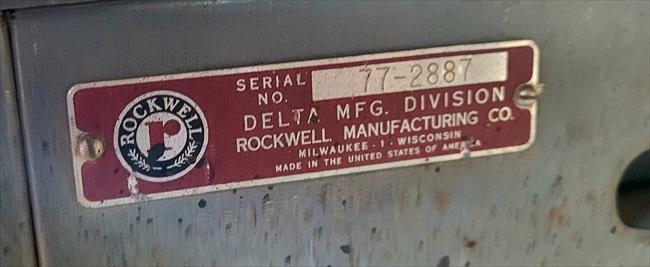 ROCKWELL
r
SERIAL NO. 77-2887
DELTA MFG. DIVISION
ROCKWELL MANUFACTURING CO.
MILWAUKEE - 1 - WISCONSIN
MADE IN THE UNITED STATES OF AMERICA